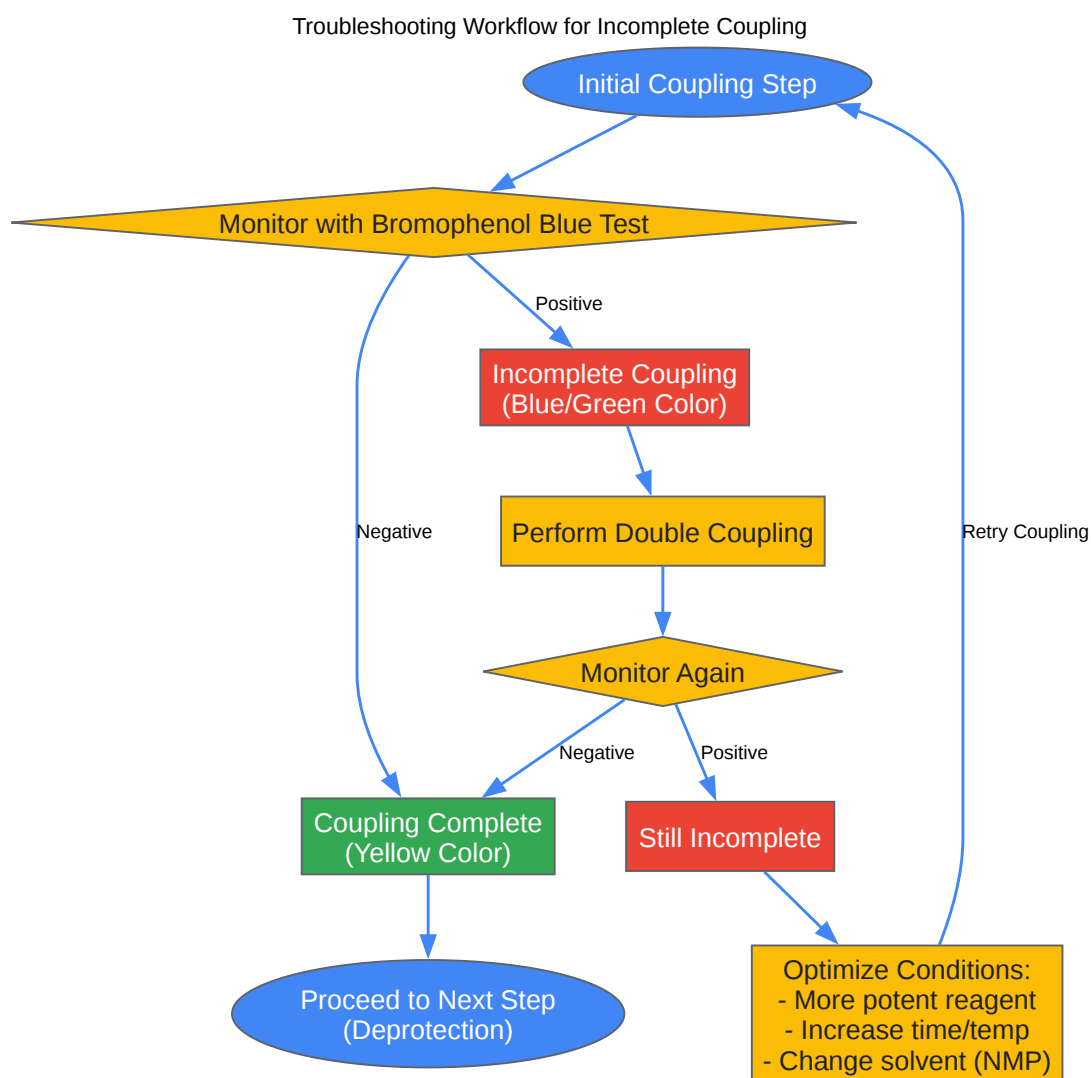 Troubleshooting Workflow for Incomplete Coupling
Initial Coupling Step
Monitor with Bromophenol Blue Test
Positive
Incomplete Coupling
(Blue/Green Color)
Negative
Perform Double Coupling
Retry Coupling
Monitor Again
Negative
Positive
Coupling Complete
(Yellow Color)
Still Incomplete
Proceed to Next Step
(Deprotection)
Optimize Conditions:
- More potent reagent
- Increase time/temp
- Change solvent (NMP)